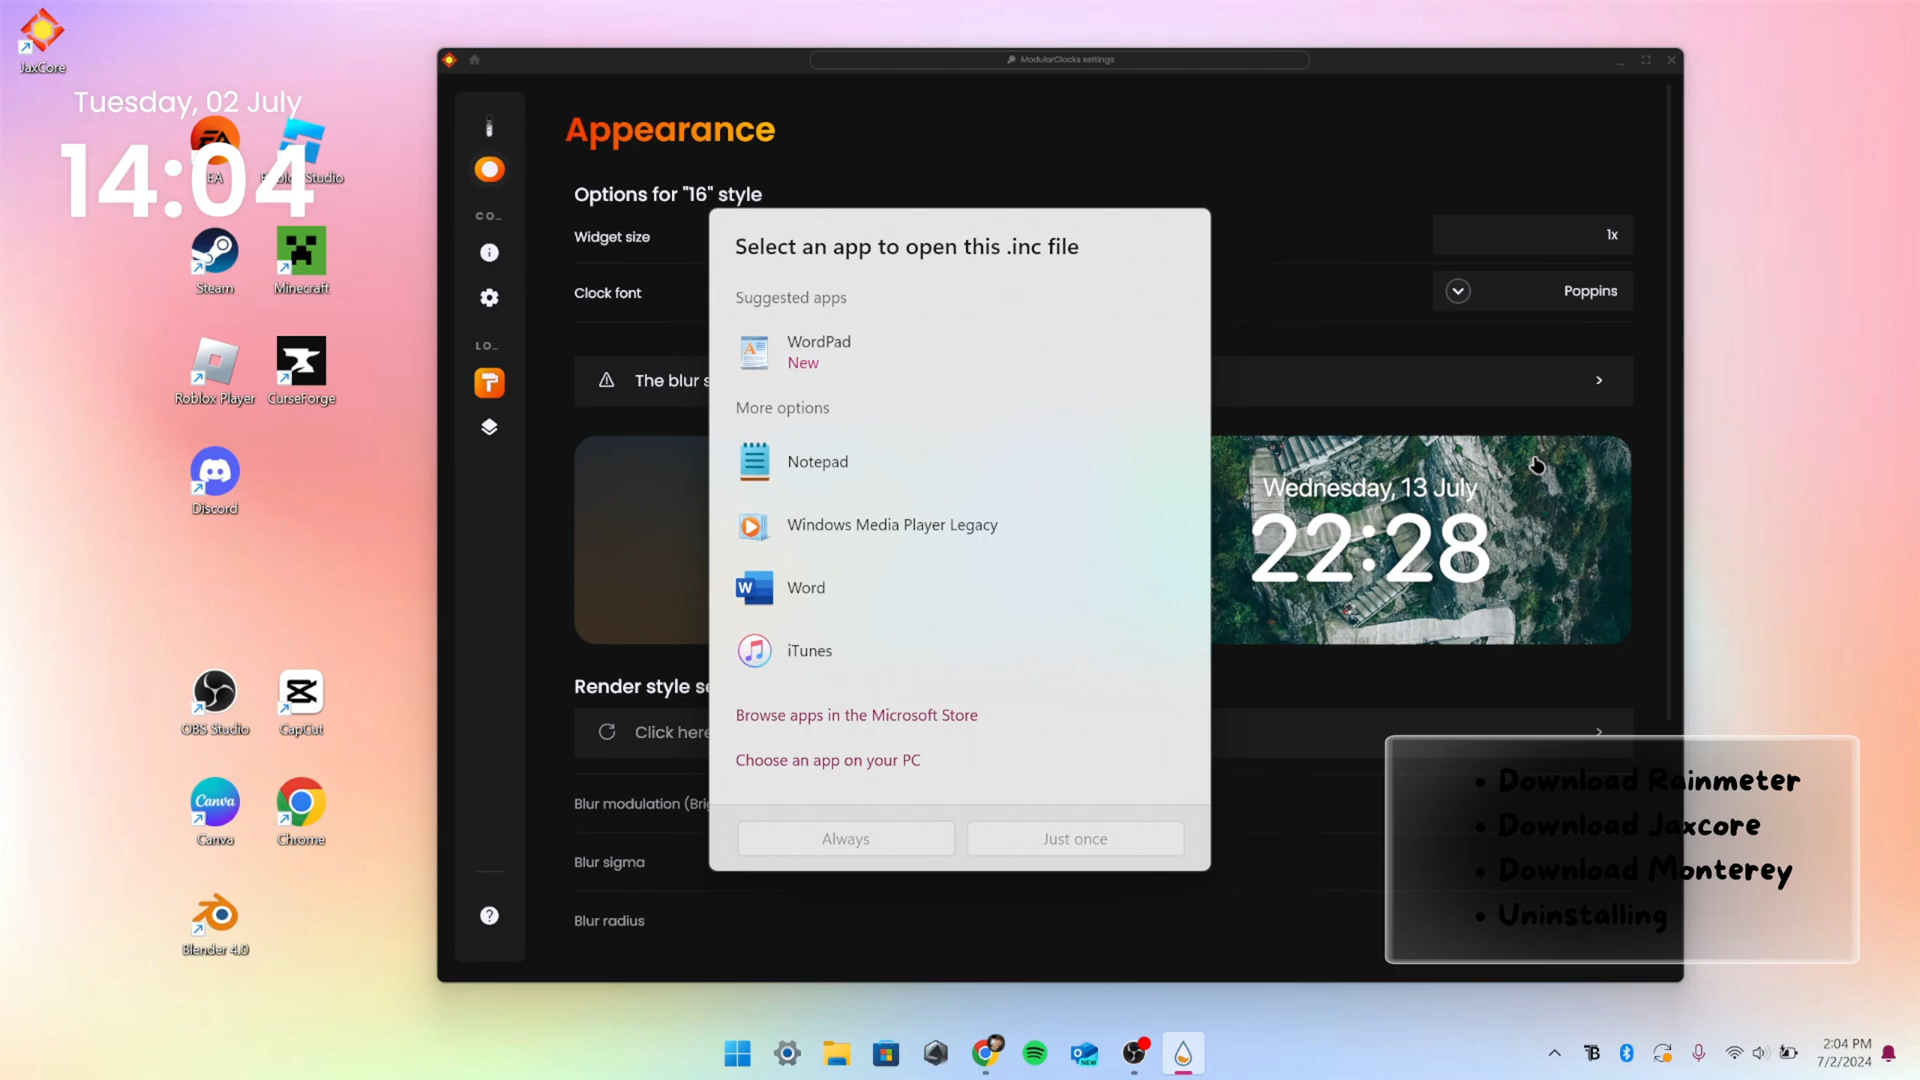 JaxCore
Tuesday, 02 July
14:04
EA
Roblox Studio
Steam
Minecraft
Roblox Player
CurseForge
Discord
OBS Studio
CapCut
Canva
Canva
Chrome
Blender 4.0
ModularClocks settings
CO...
LO...
Appearance
Options for "16" style
Widget size
1x
Clock font
Poppins
The blur s
Wednesday, 13 July
22:28
Render style se
Click here
Blur modulation (Bri
Blur sigma
Blur radius
Select an app to open this .inc file
Suggested apps
WordPad
New
More options
Notepad
Windows Media Player Legacy
Word
iTunes
Browse apps in the Microsoft Store
Choose an app on your PC
Always
Just once
• Download Rainmeter
• Download Jaxcore
• Download Monterey
• Uninstalling
NEW
2:04 PM
7/2/2024